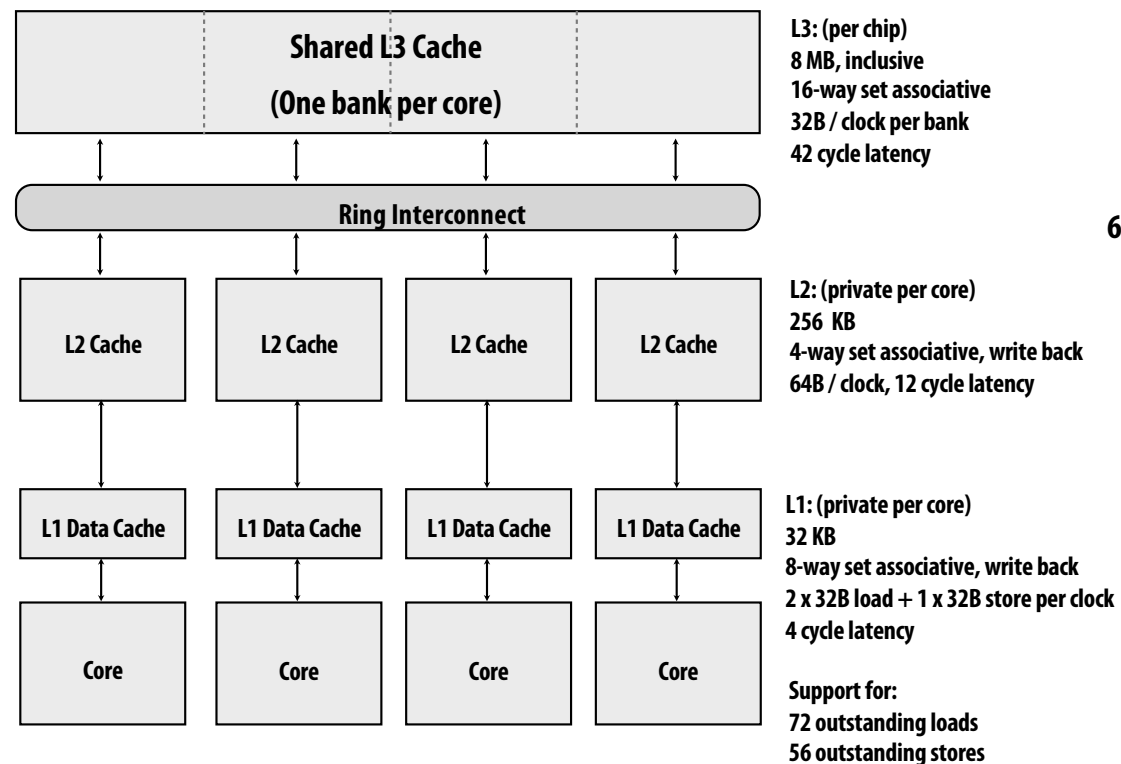 Shared L3 Cache
(One bank per core)
L3: (per chip)
8 MB, inclusive
16-way set associative
32B / clock per bank
42 cycle latency
Ring Interconnect
6
L2 Cache
L2 Cache
L2 Cache
L2 Cache
L2: (private per core)
256 KB
4-way set associative, write back
64B / clock, 12 cycle latency
L1 Data Cache
L1 Data Cache
L1 Data Cache
L1 Data Cache
L1: (private per core)
32 KB
8-way set associative, write back
2 x 32B load + 1 x 32B store per clock
4 cycle latency
Core
Core
Core
Core
Support for:
72 outstanding loads
56 outstanding stores